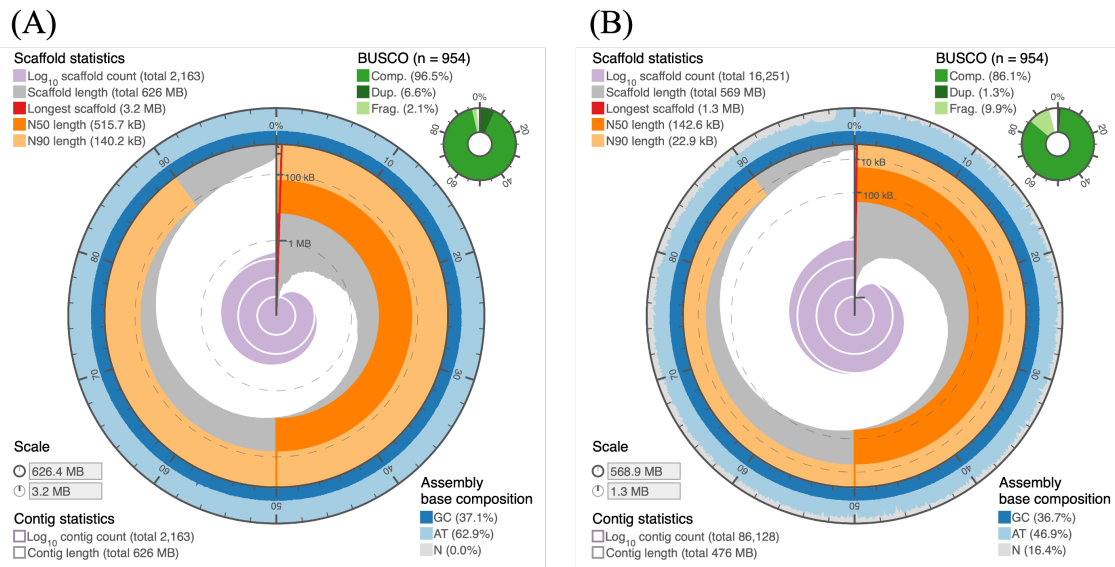 (A)
Scaffold statistics
Log10 scaffold count (total 2,163)
Scaffold length (total 626 MB)
Longest scaffold (3.2 MB)
N50 length (515.7 kB)
N90 length (140.2 kB)
BUSCO (n = 954)
Comp. (96.5%)
Dup. (6.6%)
Frag. (2.1%)
0%
20
40
60
80
0%
10
20
30
40
50
60
70
80
90
100 kB
1 MB
Scale
626.4 MB
3.2 MB
Contig statistics
Log10 contig count (total 2,163)
Contig length (total 626 MB)
Assembly
base composition
GC (37.1%)
AT (62.9%)
N (0.0%)
(B)
Scaffold statistics
Log10 scaffold count (total 16,251)
Scaffold length (total 569 MB)
Longest scaffold (1.3 MB)
N50 length (142.6 kB)
N90 length (22.9 kB)
BUSCO (n = 954)
Comp. (86.1%)
Dup. (1.3%)
Frag. (9.9%)
0%
20
40
60
80
0%
10
20
30
40
50
60
70
80
90
10 kB
100 kB
Scale
568.9 MB
1.3 MB
Contig statistics
Log10 contig count (total 86,128)
Contig length (total 476 MB)
Assembly
base composition
GC (36.7%)
AT (46.9%)
N (16.4%)